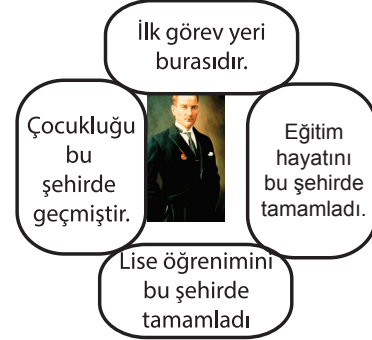 İlk görev yeri
burasıdır.
Çocukluğu
bu
şehirde
geçmiştir.
Eğitim
hayatını
bu şehirde
tamamladı.
Lise öğrenimini
bu şehirde
tamamladı